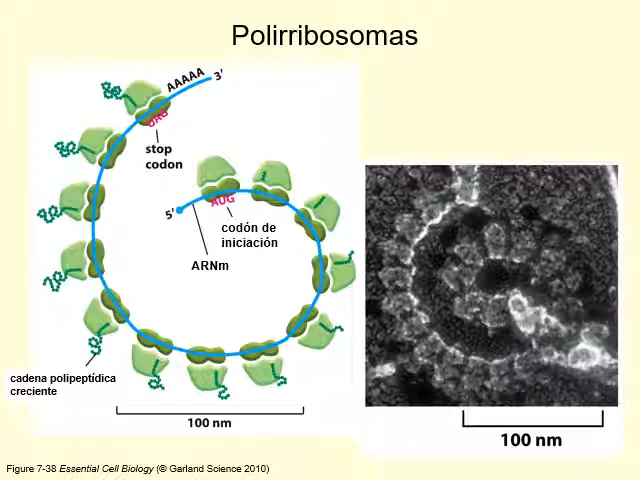 Polirribosomas
AAAAA 3′
UAG
stop
codon
AUG
5′
codón de
iniciación
ARNm
cadena polipeptídica
creciente
100 nm
100 nm
Figure 7-38 Essential Cell Biology (© Garland Science 2010)